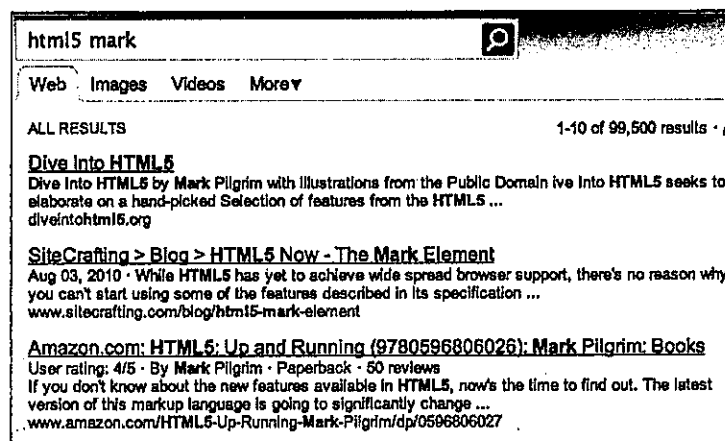 html5 mark
Web Images Videos More▼
ALL RESULTS 1-10 of 99,500 results ·
Dive Into HTML5
Dive Into HTML5 by Mark Pilgrim with illustrations from the Public Domain ive Into HTML5 seeks to
elaborate on a hand-picked Selection of features from the HTML5 ...
diveintohtml5.org
SiteCrafting > Blog > HTML5 Now - The Mark Element
Aug 03, 2010 · While HTML5 has yet to achieve wide spread browser support, there's no reason why
you can't start using some of the features described in its specification ...
www.sitecrafting.com/blog/html5-mark-element
Amazon.com: HTML5: Up and Running (9780596806026): Mark Pilgrim: Books
User rating: 4/5 · By Mark Pilgrim · Paperback · 50 reviews
If you don't know about the new features available in HTML5, now's the time to find out. The latest
version of this markup language is going to significantly change ...
www.amazon.com/HTML5-Up-Running-Mark-Pilgrim/dp/0596806027